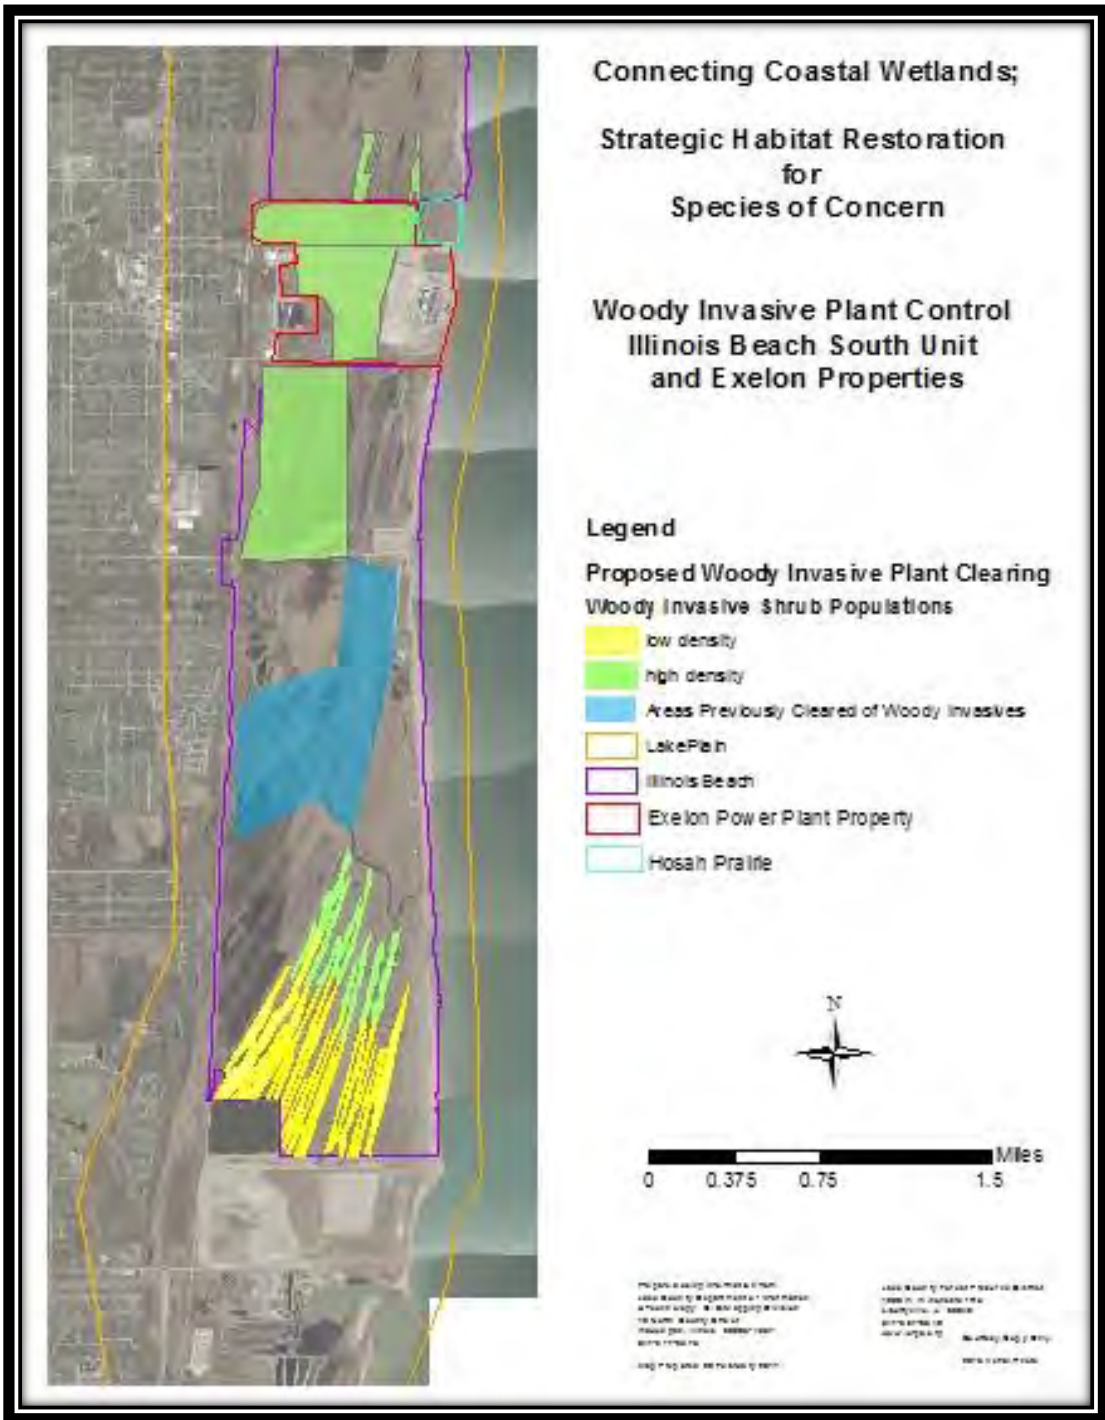 Connecting Coastal Wetlands;
Strategic Habitat Restoration
for
Species of Concern
Woody Invasive Plant Control
Illinois Beach South Unit
and Exelon Properties
Legend
Proposed Woody Invasive Plant Clearing
Woody Invasive Shrub Populations
low density
high density
Areas Previously Cleared of Woody Invasives
LakePlain
Illinois Beach
Exelon Power Plant Property
Hosah Prairie
N
Miles
0 0.375 0.75 1.5